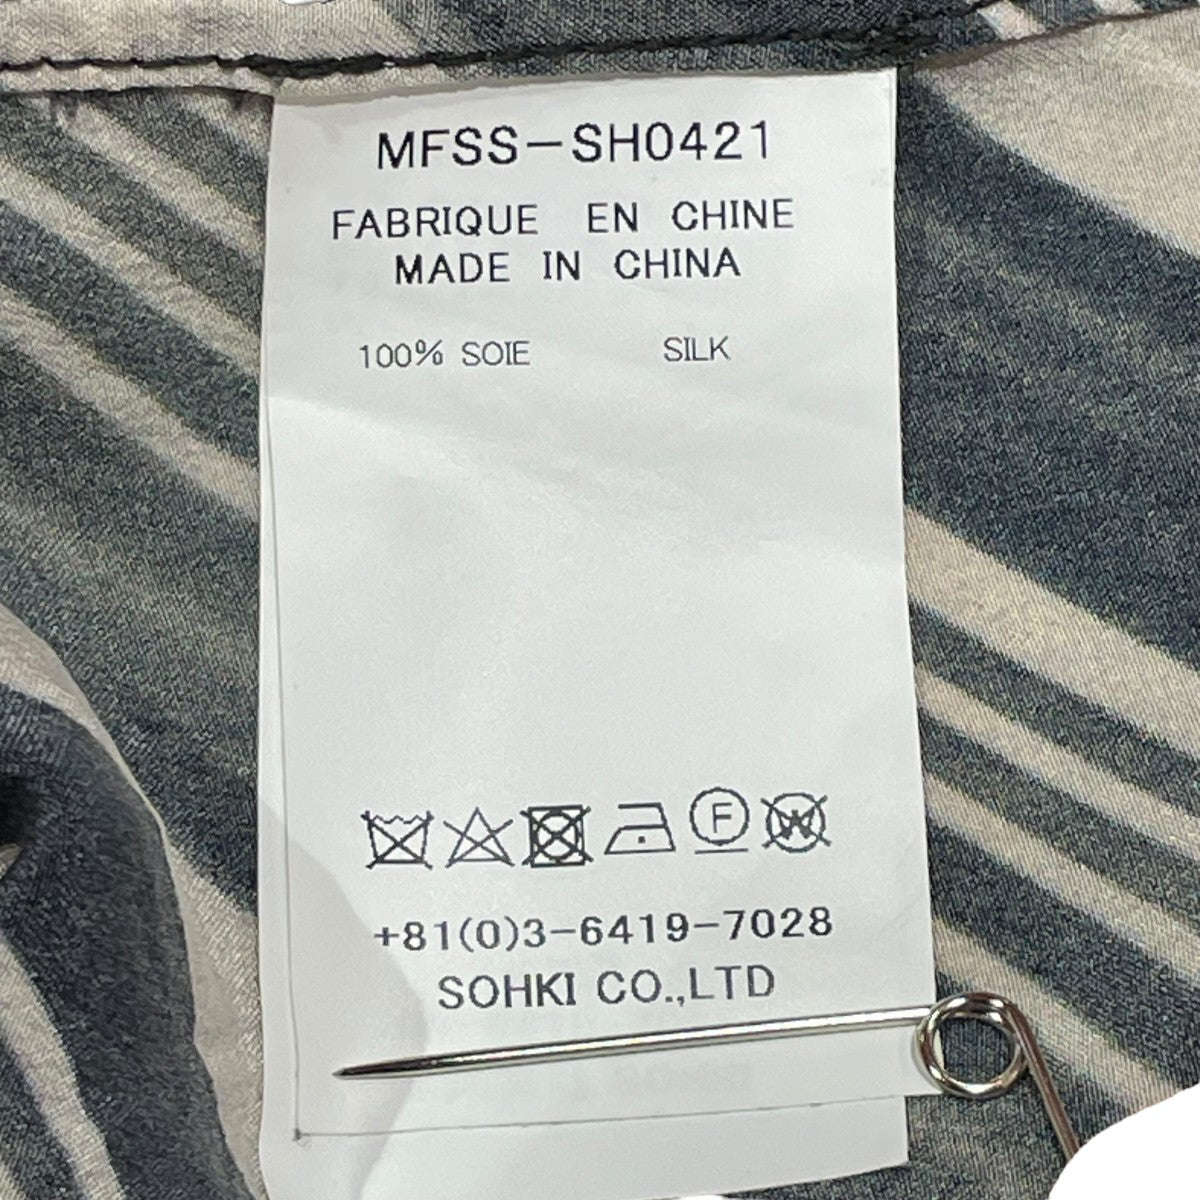 MFSS-SH0421
FABRIQUE EN CHINE
MADE IN CHINA
100% SOIE SILK
F W
+81(0)3-6419-7028
SOHKI CO.,LTD